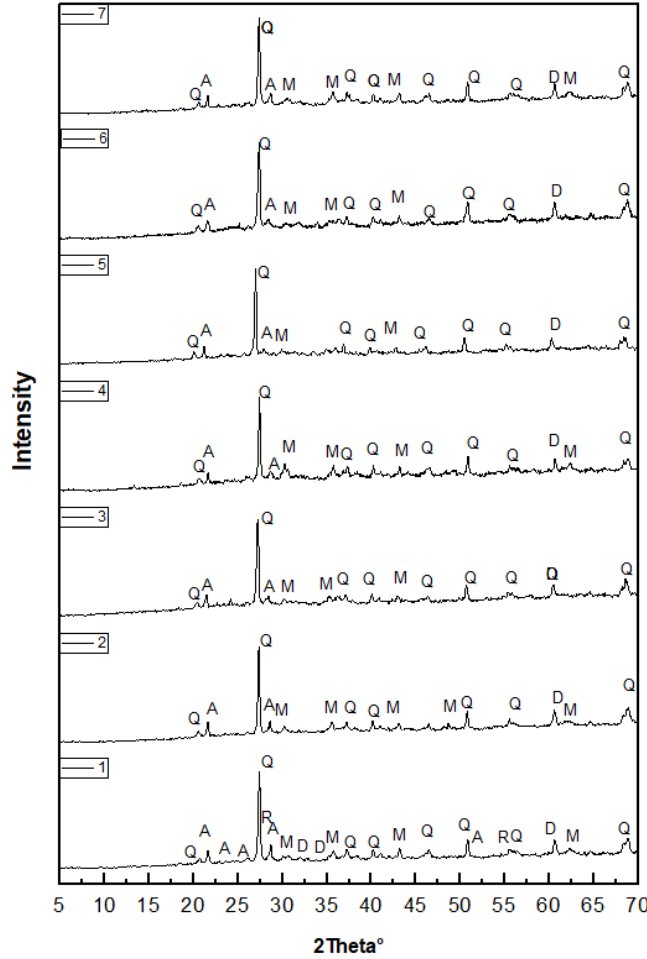 7
Q A Q A M M Q Q M Q Q Q D M Q
6
Q A Q A M M Q Q M Q Q Q D Q
5
Q A Q A M Q Q M Q Q Q D Q
4
Q A Q A M M Q Q M Q Q Q D M Q
3
Q A Q A M M Q Q M Q Q Q Q
2
Q A Q A M M Q Q M M Q Q D M Q
1
Q A A A Q R A M D D M Q Q M Q Q A R Q D M Q
Intensity
5 10 15 20 25 30 35 40 45 50 55 60 65 70
2Theta°